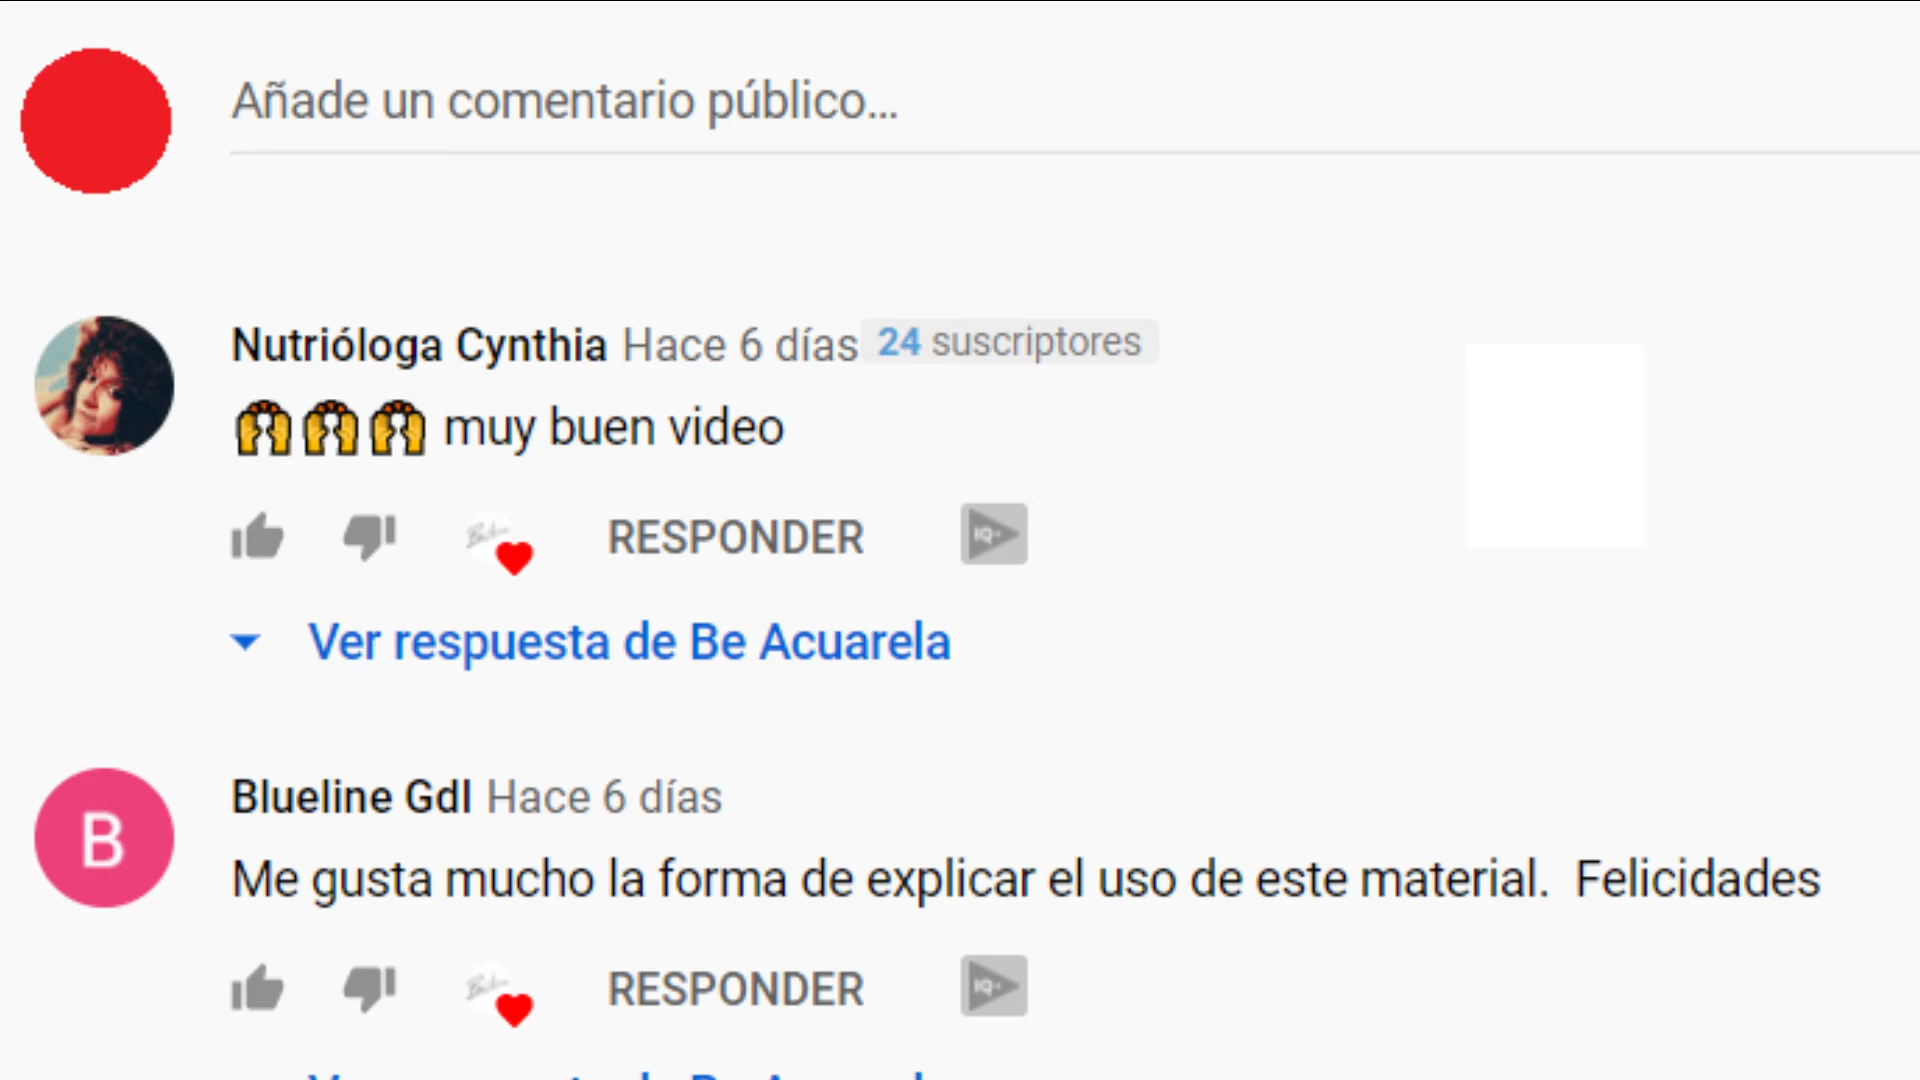 Añade un comentario público...
Nutrióloga Cynthia Hace 6 días 24 suscriptores
🙌🙌🙌 muy buen video
RESPONDER
Ver respuesta de Be Acuarela
B
Blueline Gdl Hace 6 días
Me gusta mucho la forma de explicar el uso de este material. Felicidades
RESPONDER